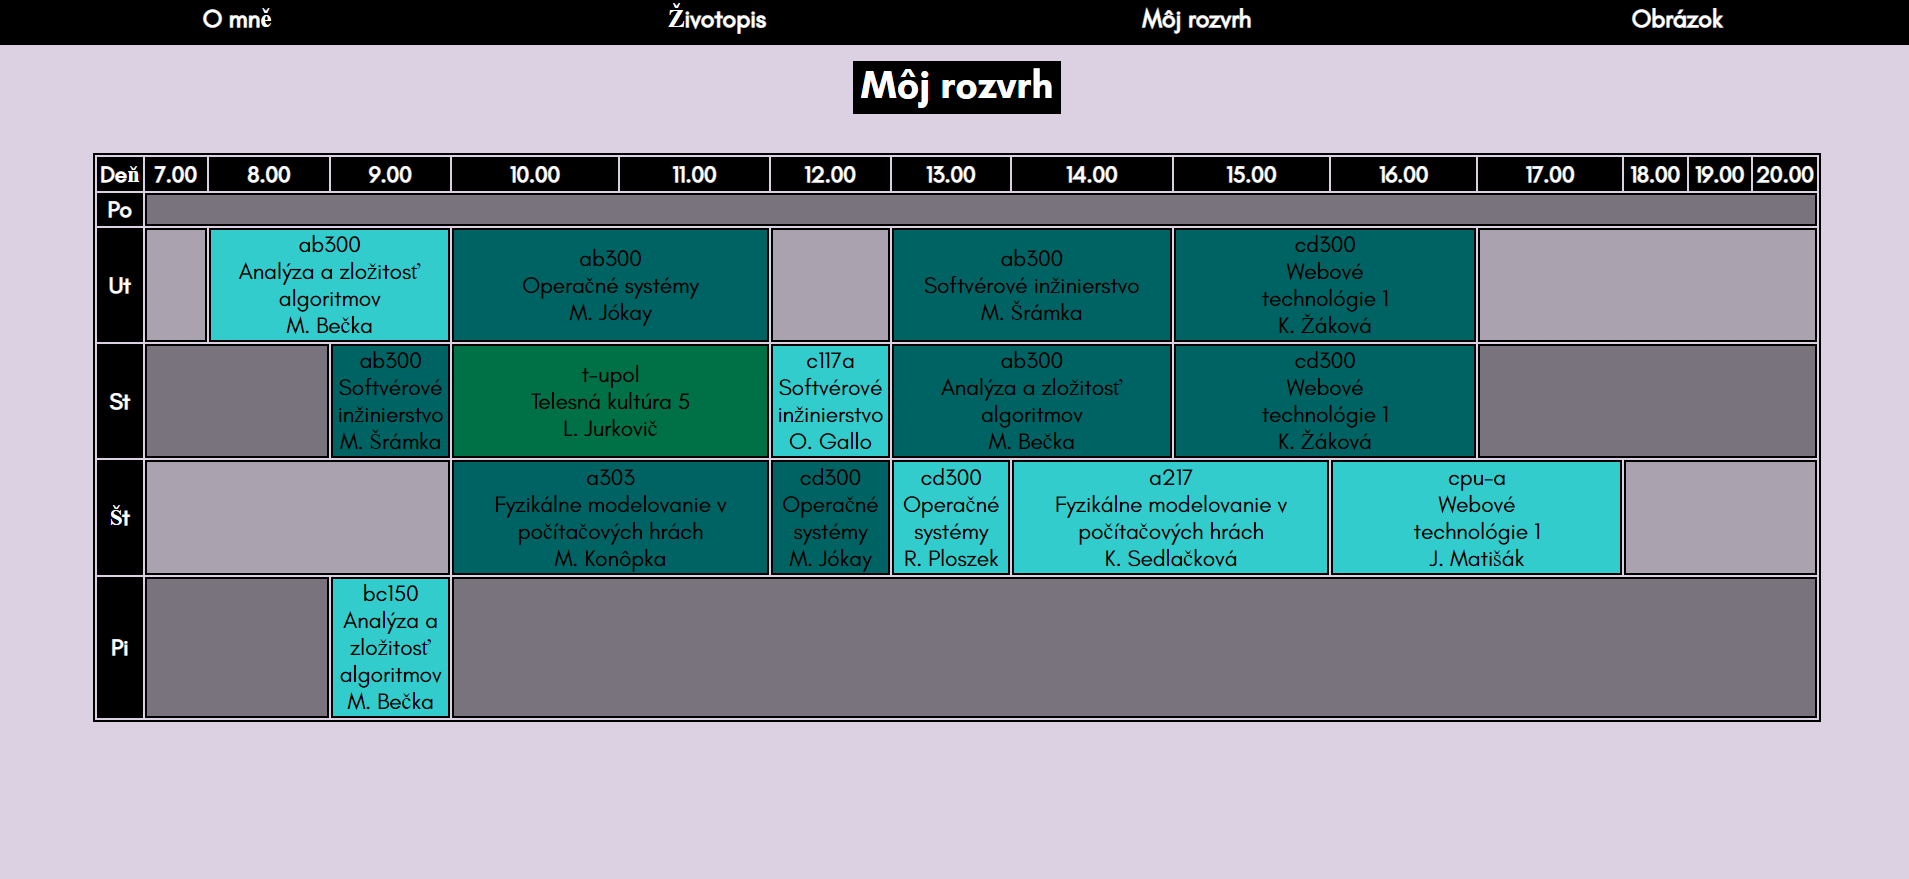 O mně Životopis Môj rozvrh Obrázok
Môj rozvrh
Deň 7.00 8.00 9.00 10.00 11.00 12.00 13.00 14.00 15.00 16.00 17.00 18.00 19.00 20.00
Po
Ut
ab300
Analýza a zložitosť
algoritmov
M. Bečka
ab300
Operačné systémy
M. Jókay
ab300
Softvérové inžinierstvo
M. Šrámka
cd300
Webové
technológie 1
K. Žáková
St
ab300
Softvérové
inžinierstvo
M. Šrámka
t-upol
Telesná kultúra 5
L. Jurkovič
c117a
Softvérové
inžinierstvo
O. Gallo
ab300
Analýza a zložitosť
algoritmov
M. Bečka
cd300
Webové
technológie 1
K. Žáková
Št
a303
Fyzikálne modelovanie v
počítačových hrách
M. Konôpka
cd300
Operačné
systémy
M. Jókay
cd300
Operačné
systémy
R. Ploszek
a217
Fyzikálne modelovanie v
počítačových hrách
K. Sedlačková
cpu-a
Webové
technológie 1
J. Matišák
Pi
bc150
Analýza a
zložitosť
algoritmov
M. Bečka